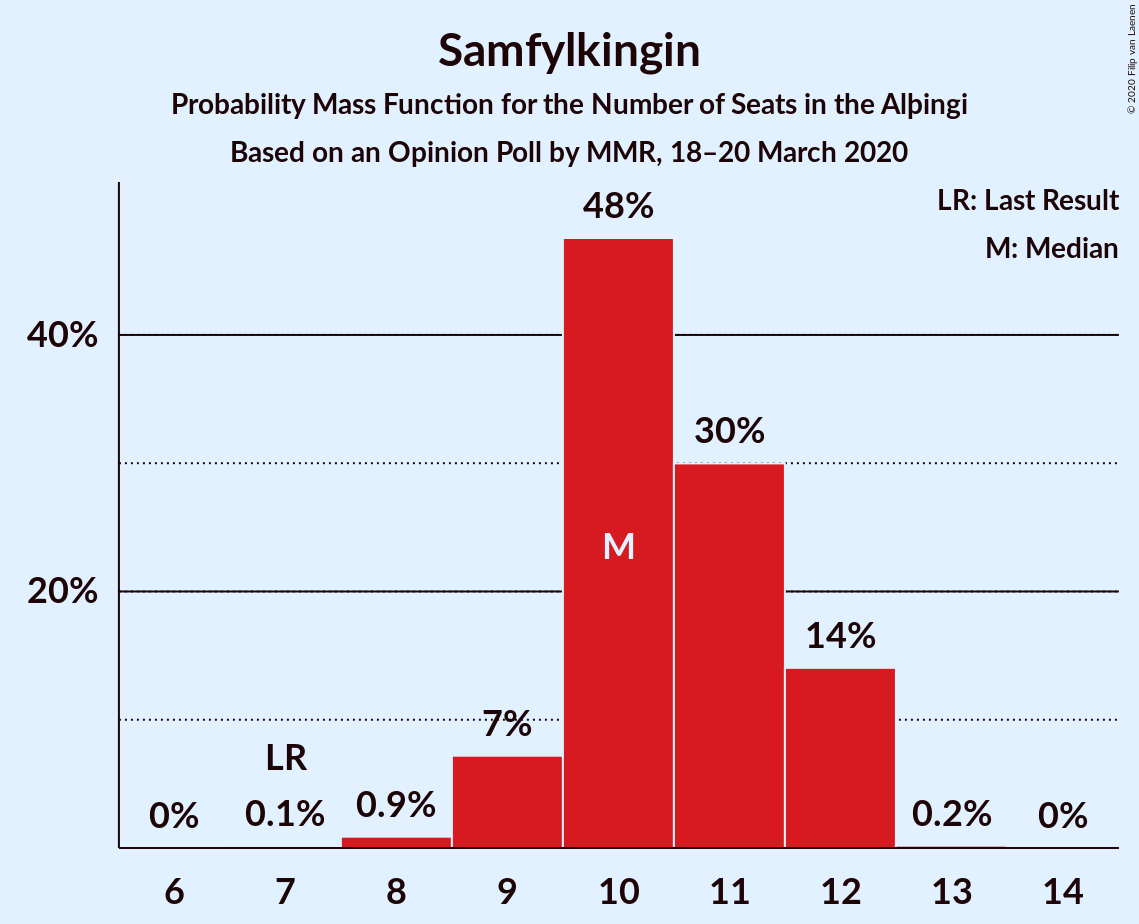 Samfylkingin
Probability Mass Function for the Number of Seats in the Alþingi
Based on an Opinion Poll by MMR, 18–20 March 2020
© 2020 Filip van Laenen
LR: Last Result
M: Median
48%
40%
30%
M
20%
14%
7%
LR
0%
0.1%
0.9%
0.2%
0%
6 7 8 9 10 11 12 13 14